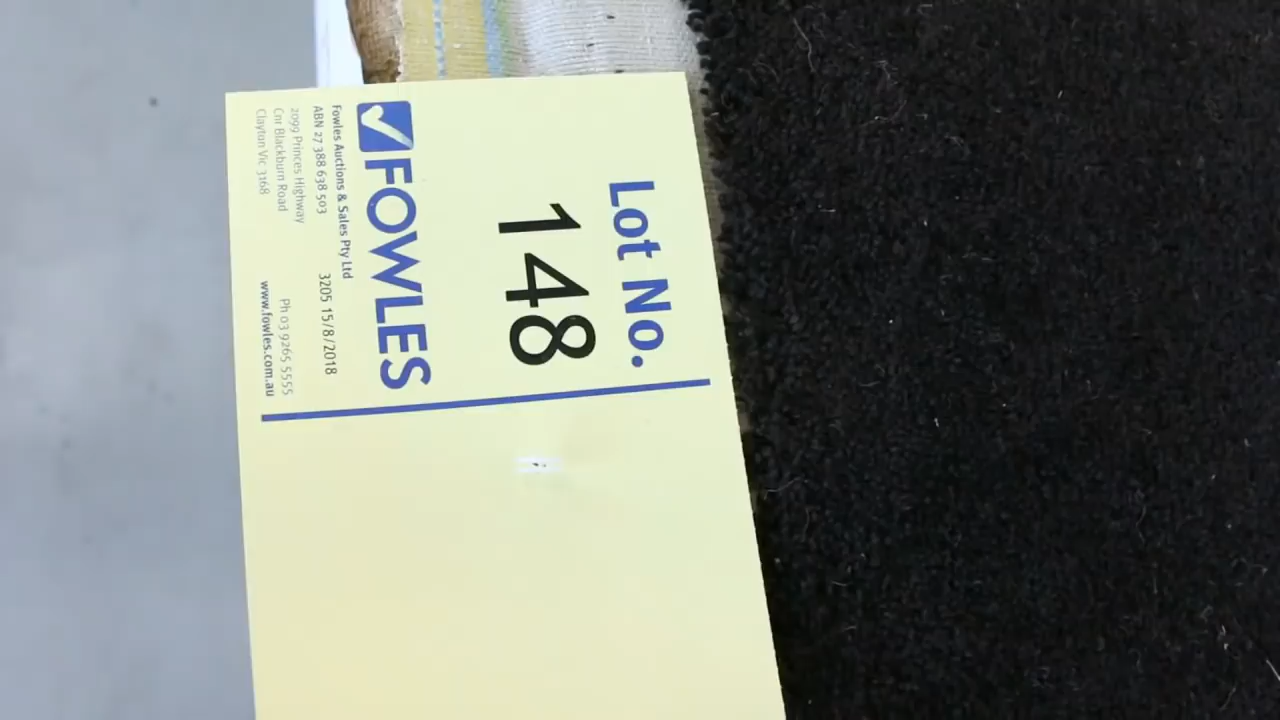 Lot No.
148
FOWLES
Fowles Auctions & Sales Pty Ltd
ABN 27 388 638 503
3205 15/8/2018
2099 Princes Highway
Cnr Blackburn Road
Ph 03 9265 5555
Clayton Vic 3168
www.fowles.com.au